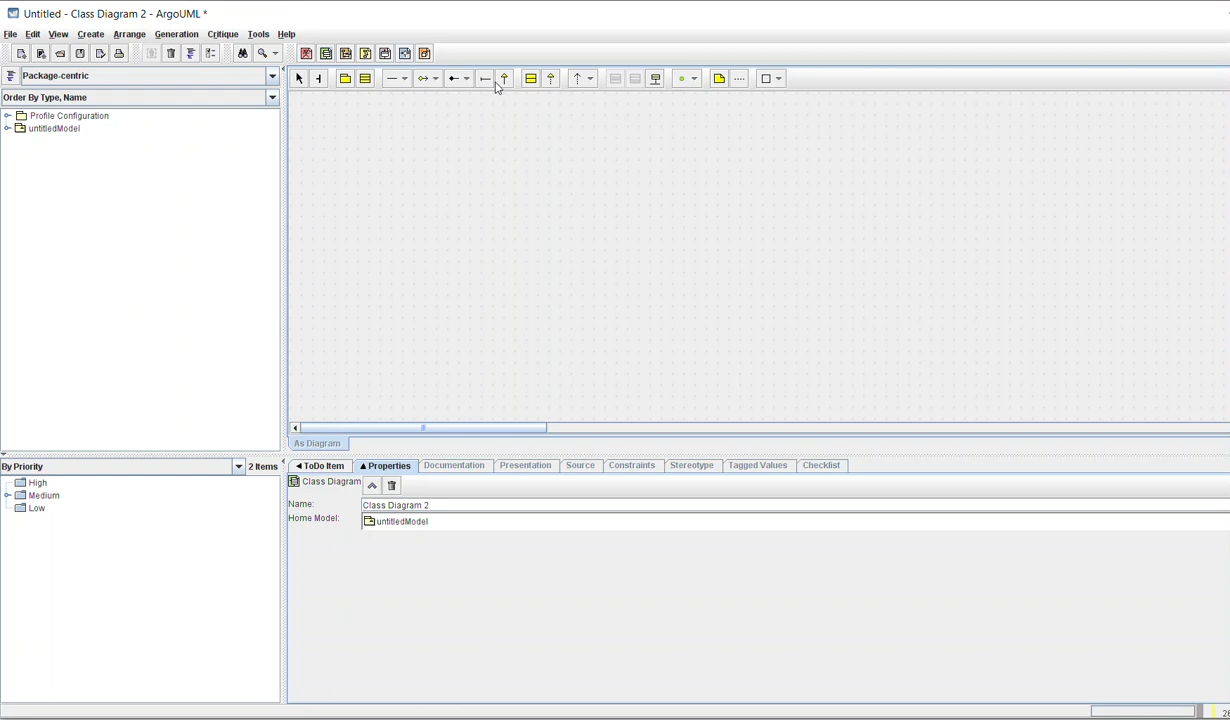 Untitled - Class Diagram 2 - ArgoUML *
File Edit View Create Arrange Generation Critique Tools Help
Package-centric
Order By Type, Name
Profile Configuration
untitledModel
As Diagram
By Priority 2 Items
High
Medium
Low
ToDo Item Properties Documentation Presentation Source Constraints Stereotype Tagged Values Checklist
Class Diagram
Name: Class Diagram 2
Home Model: untitledModel